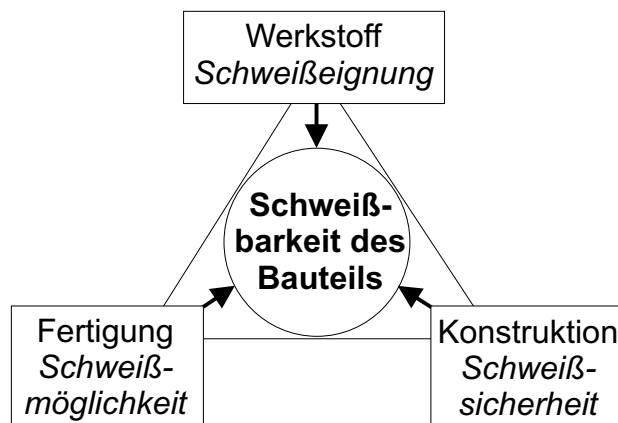 Werkstoff
Schweißeignung
Schweiß-
barkeit des
Bauteils
Fertigung
Schweiß-
möglichkeit
Konstruktion
Schweiß-
sicherheit